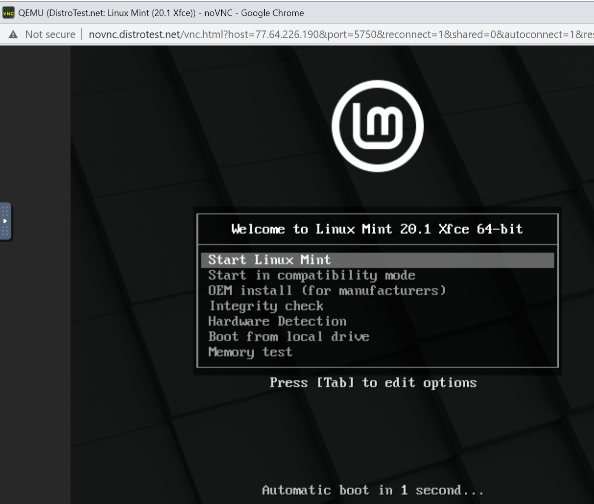 VNC QEMU (DistroTest.net: Linux Mint (20.1 Xfce)) - noVNC - Google Chrome
Not secure | novnc.distrotest.net/vnc.html?host=77.64.226.190&port=5750&reconnect=1&shared=0&autoconnect=1&res
lm
Welcome to Linux Mint 20.1 Xfce 64-bit
Start Linux Mint
Start in compatibility mode
OEM install (for manufacturers)
Integrity check
Hardware Detection
Boot from local drive
Memory test
Press [Tab] to edit options
Automatic boot in 1 second...